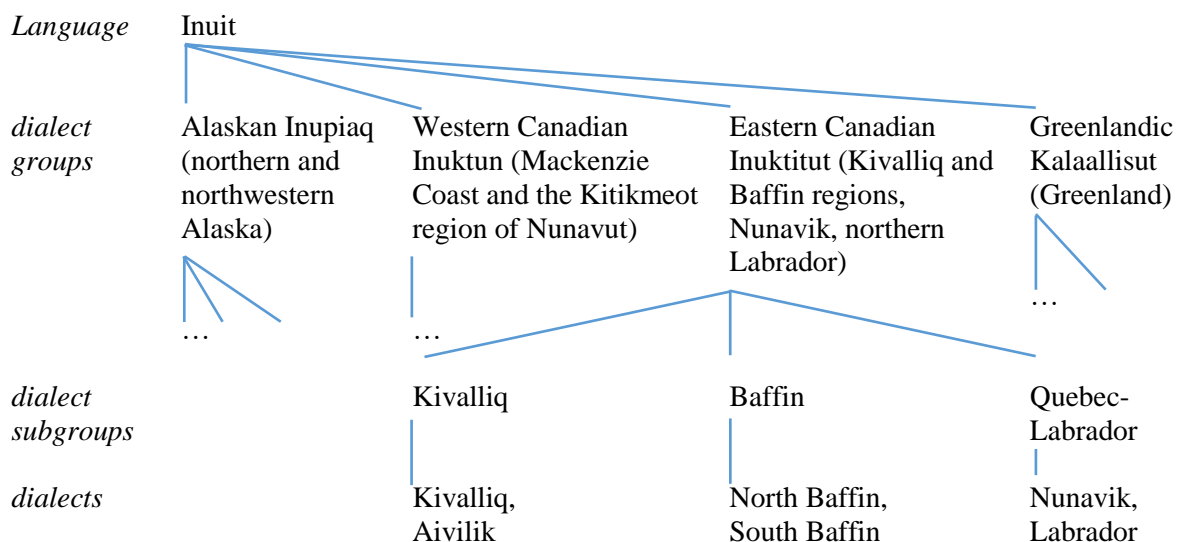 Language Inuit
dialect groups
Alaskan Inupiaq
(northern and
northwestern
Alaska)
Western Canadian
Inuktun (Mackenzie
Coast and the Kitikmeot
region of Nunavut)
Eastern Canadian
Inuktitut (Kivalliq and
Baffin regions,
Nunavik, northern
Labrador)
Greenlandic
Kalaallisut
(Greenland)
…
…
…
dialect
subgroups
Kivalliq
Baffin
Quebec-
Labrador
dialects
Kivalliq,
Aivilik
North Baffin,
South Baffin
Nunavik,
Labrador